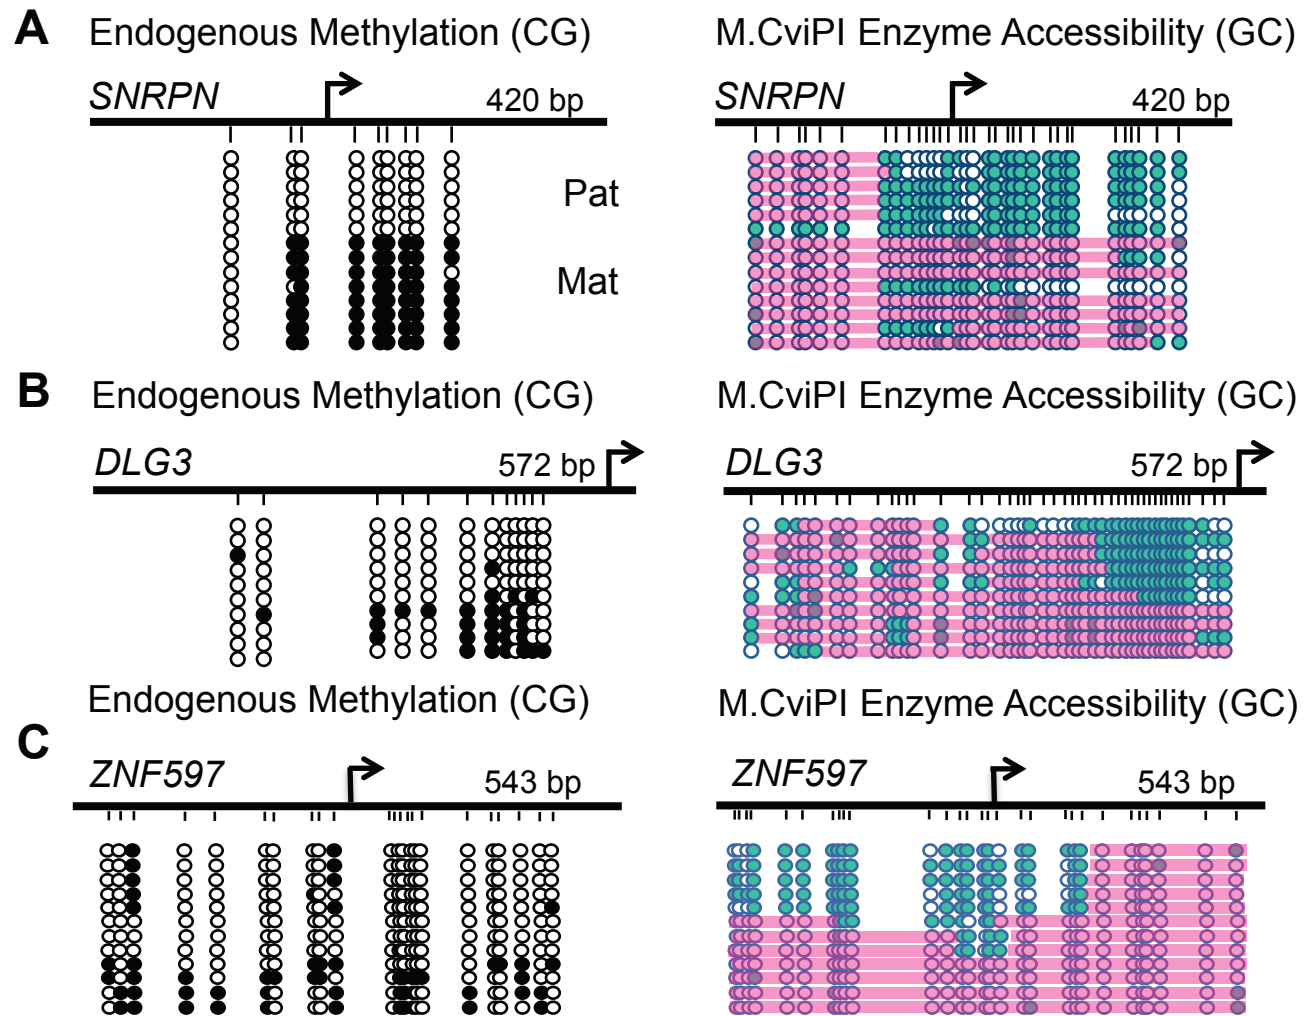 A
Endogenous Methylation (CG)
M.CviPI Enzyme Accessibility (GC)
SNRPN
420 bp
SNRPN
420 bp
Pat
Mat
B
Endogenous Methylation (CG)
M.CviPI Enzyme Accessibility (GC)
DLG3
572 bp
DLG3
572 bp
Endogenous Methylation (CG)
M.CviPI Enzyme Accessibility (GC)
C
ZNF597
543 bp
ZNF597
543 bp